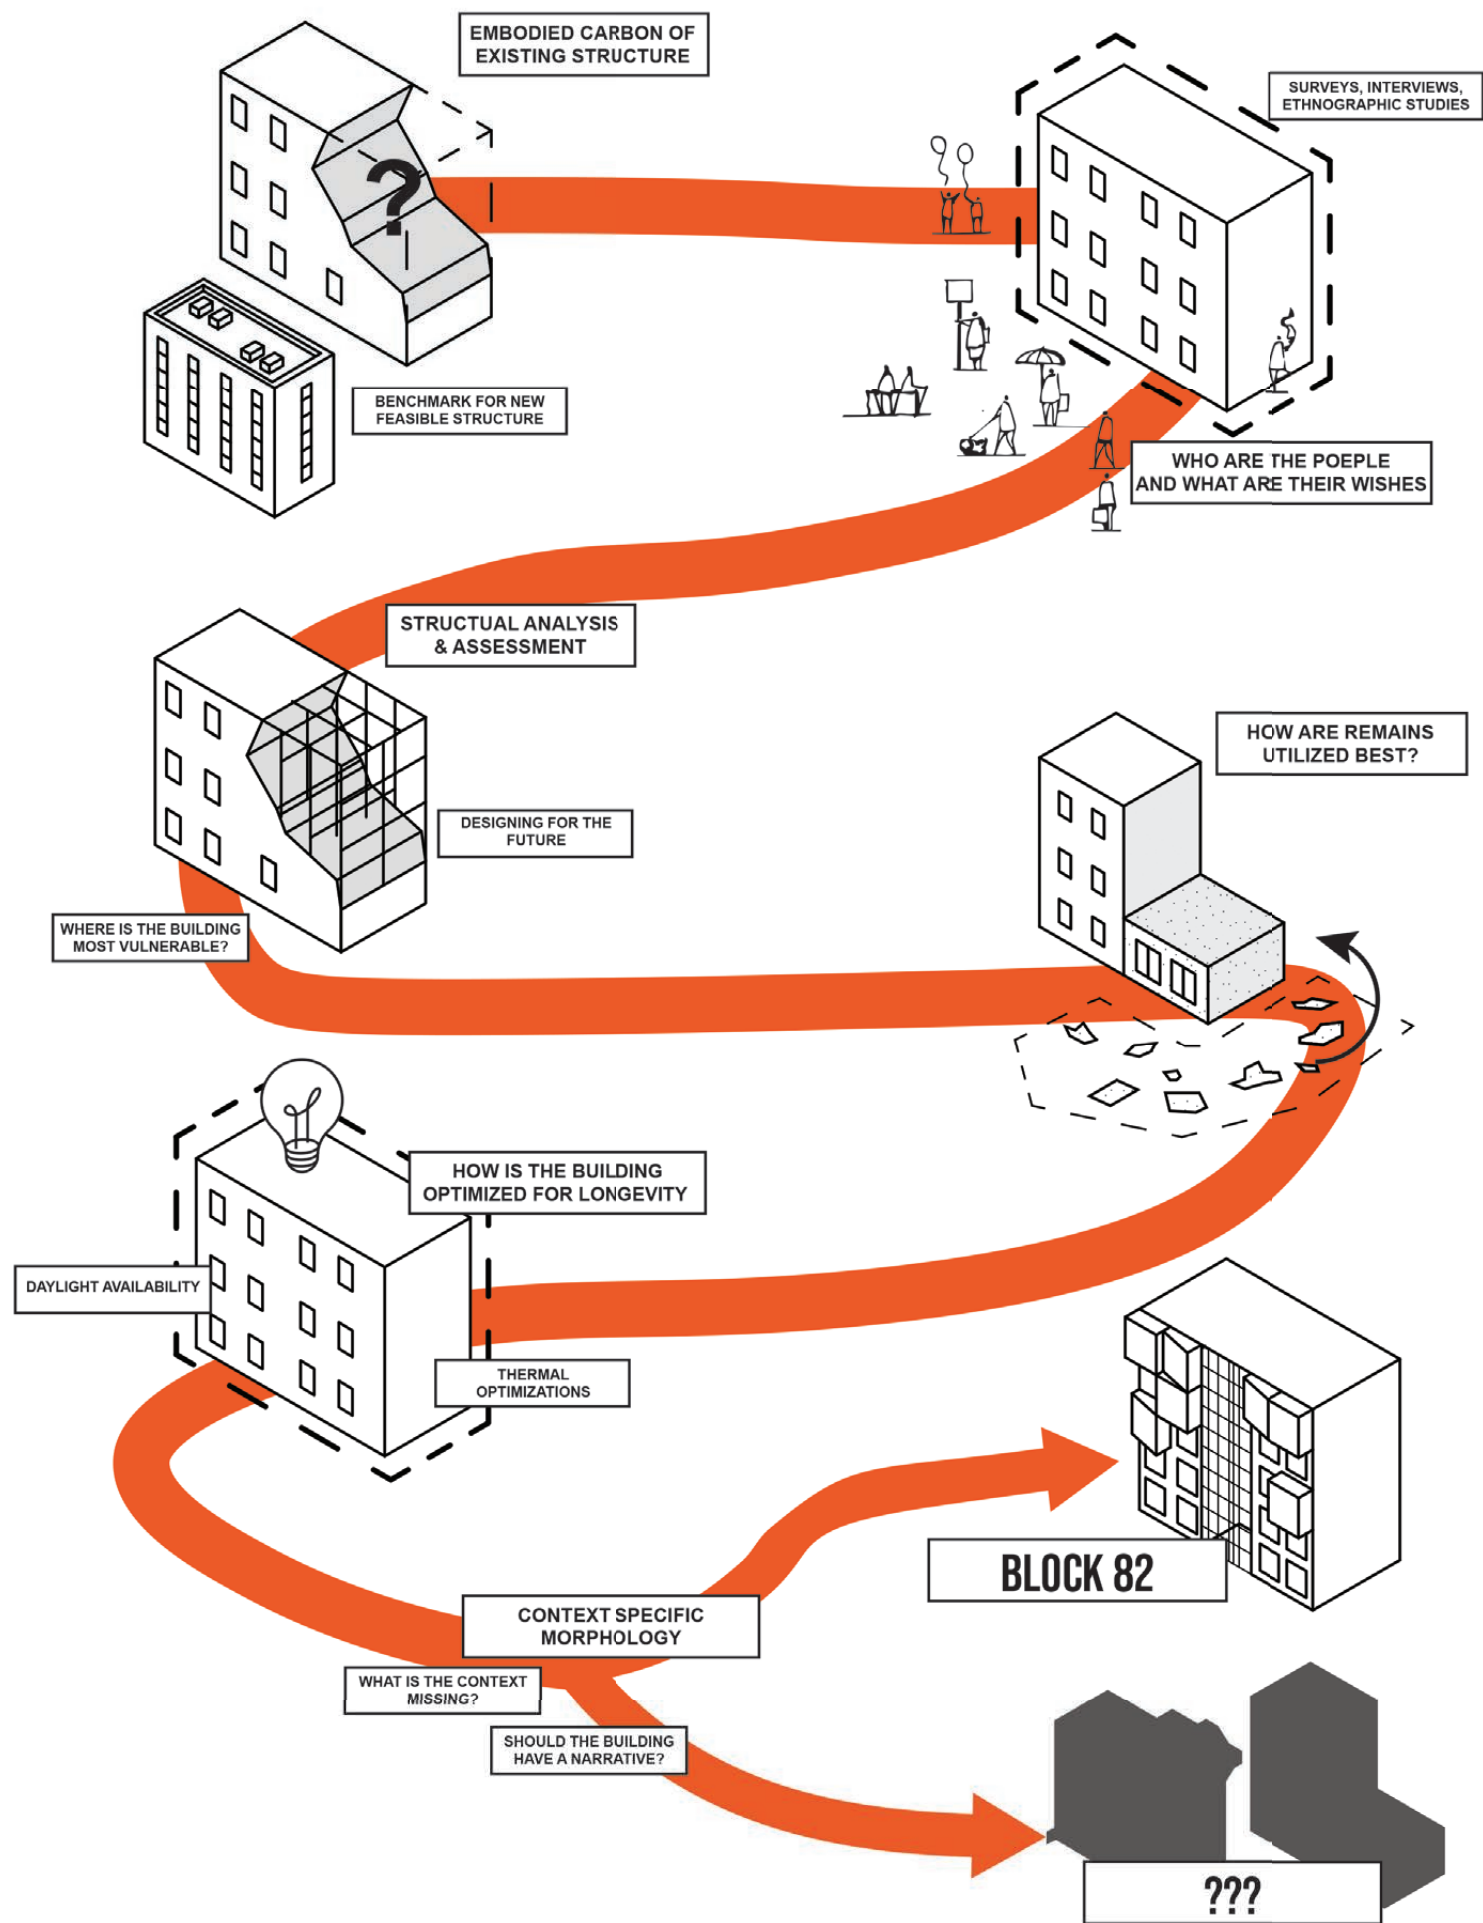 EMBODIED CARBON OF
EXISTING STRUCTURE
SURVEYS, INTERVIEWS,
ETHNOGRAPHIC STUDIES
?
BENCHMARK FOR NEW
FEASIBLE STRUCTURE
WHO ARE THE POEPLE
AND WHAT ARE THEIR WISHES
STRUCTUAL ANALYSIS
& ASSESSMENT
HOW ARE REMAINS
UTILIZED BEST?
DESIGNING FOR THE
FUTURE
WHERE IS THE BUILDING
MOST VULNERABLE?
HOW IS THE BUILDING
OPTIMIZED FOR LONGEVITY
DAYLIGHT AVAILABILITY
THERMAL
OPTIMIZATIONS
BLOCK 82
CONTEXT SPECIFIC
MORPHOLOGY
WHAT IS THE CONTEXT
MISSING?
SHOULD THE BUILDING
HAVE A NARRATIVE?
???